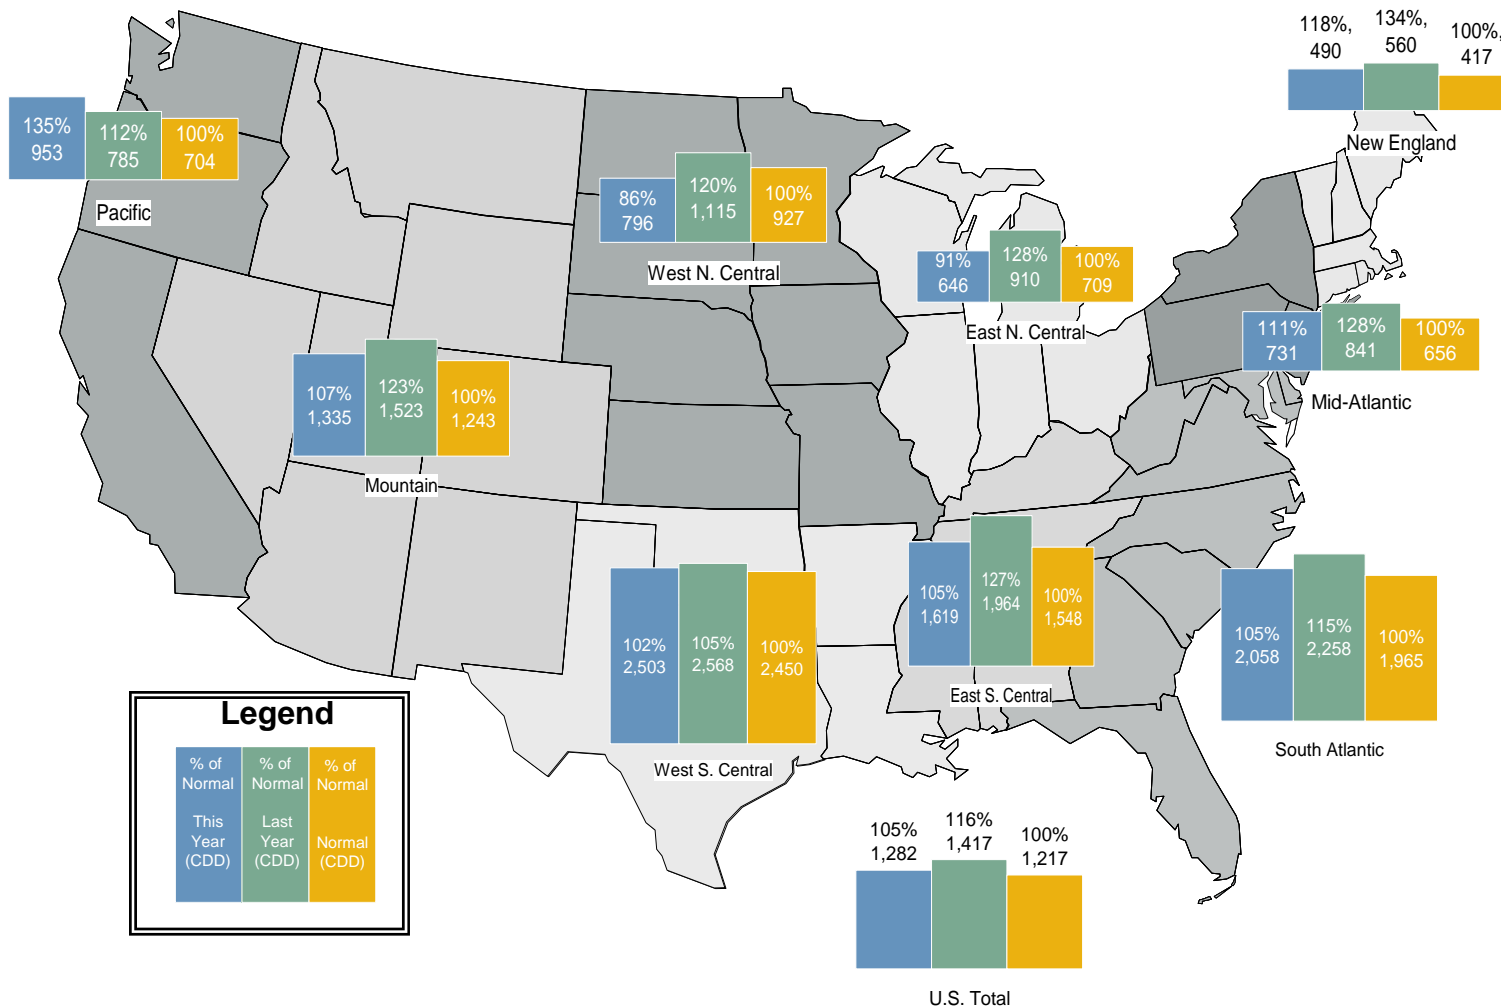 118%,
490
134%,
560
100%,
417
New England
135%
953
112%
785
100%
704
Pacific
86%
796
120%
1,115
100%
927
West N. Central
91%
646
128%
910
100%
709
East N. Central
111%
731
128%
841
100%
656
Mid-Atlantic
107%
1,335
123%
1,523
100%
1,243
Mountain
102%
2,503
105%
2,568
100%
2,450
West S. Central
105%
1,619
127%
1,964
100%
1,548
East S. Central
105%
2,058
115%
2,258
100%
1,965
South Atlantic
Legend
% of
Normal
This
Year
(CDD)
% of
Normal
Last
Year
(CDD)
% of
Normal
Normal
(CDD)
105%
1,282
116%
1,417
100%
1,217
U.S. Total